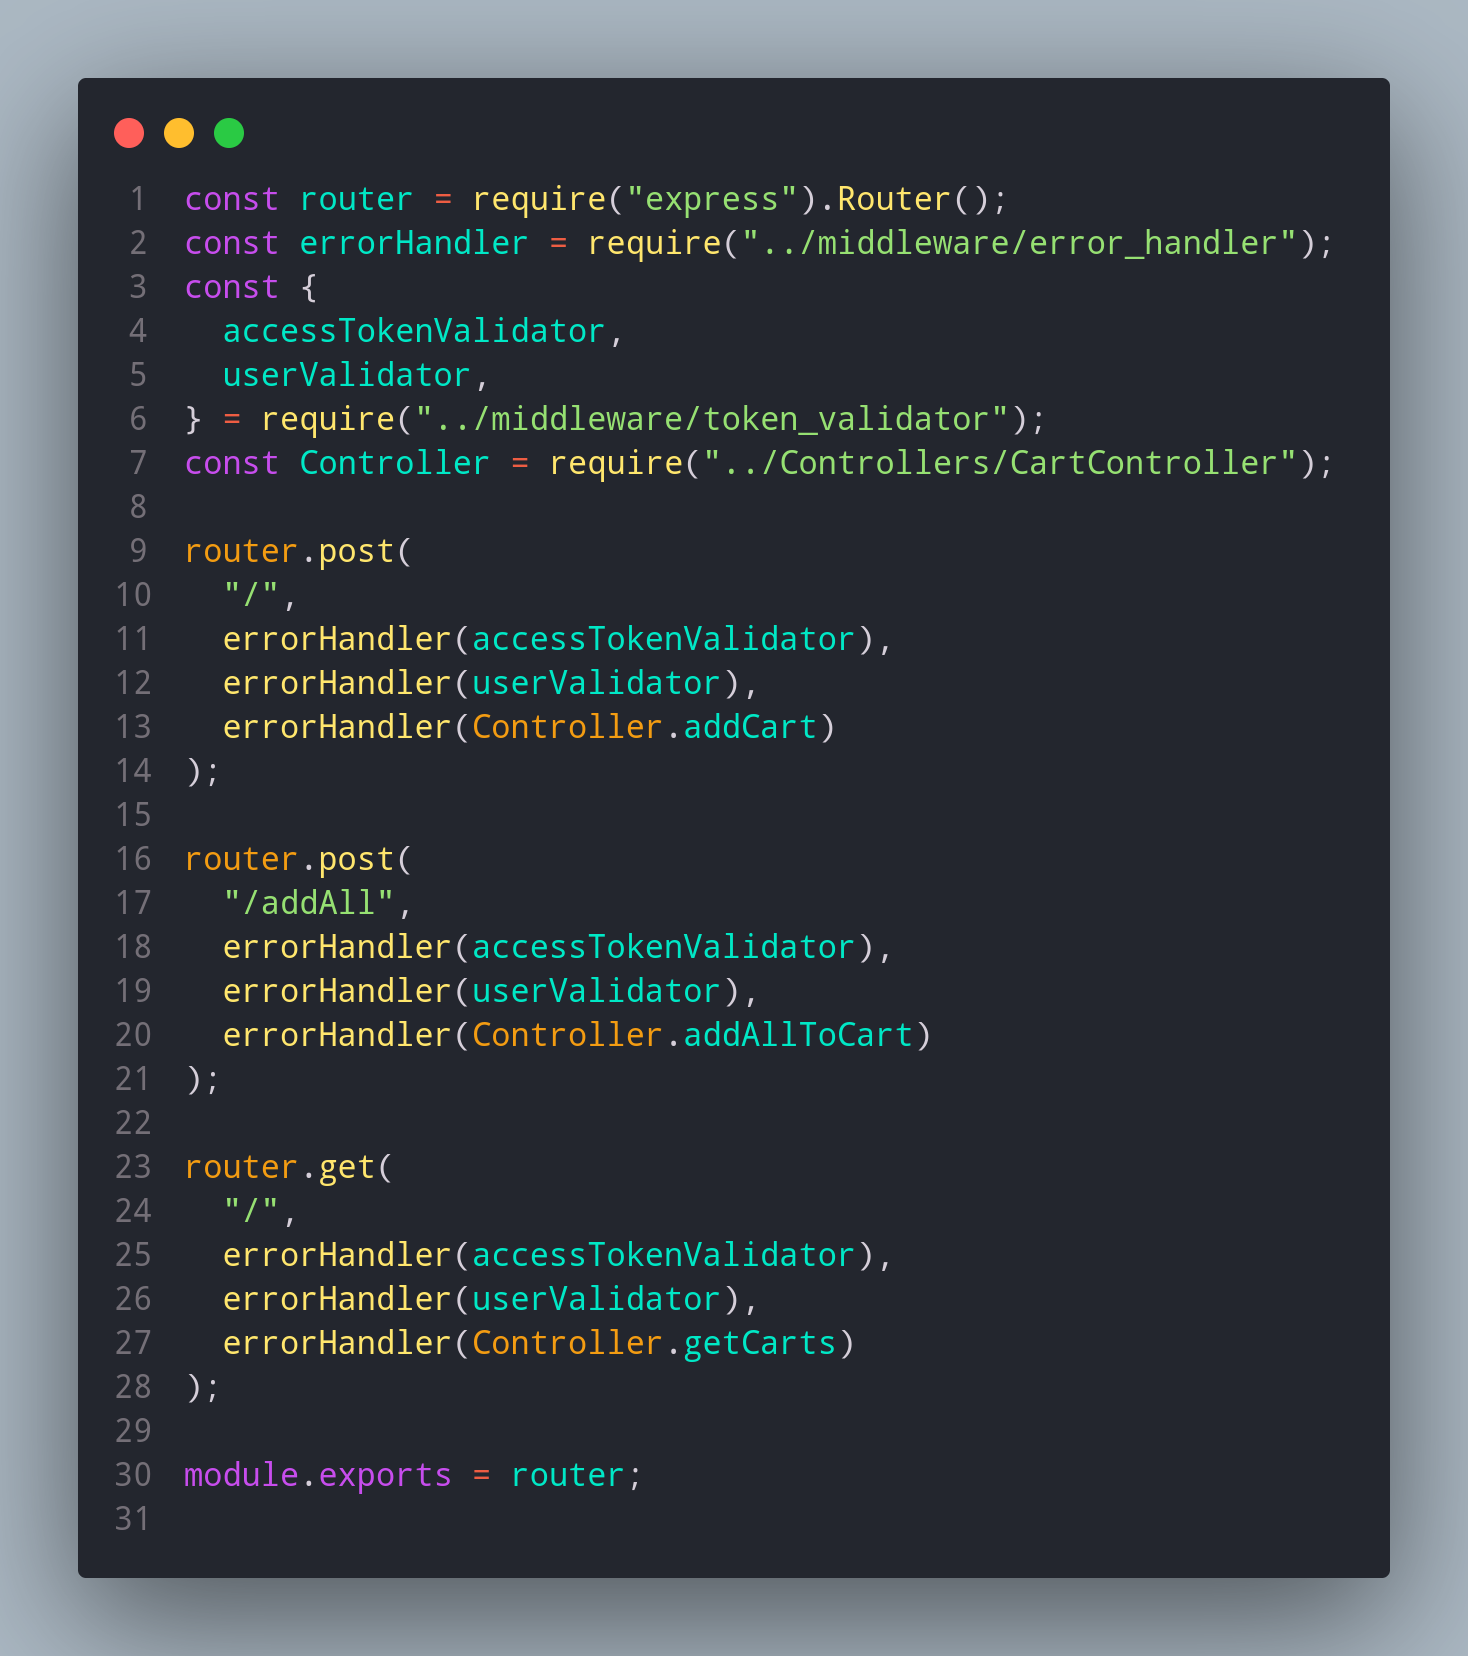 1 const router = require("express").Router();
2 const errorHandler = require("../middleware/error_handler");
3 const {
4   accessTokenValidator,
5   userValidator,
6 } = require("../middleware/token_validator");
7 const Controller = require("../Controllers/CartController");
8
9 router.post(
10   "/",
11   errorHandler(accessTokenValidator),
12   errorHandler(userValidator),
13   errorHandler(Controller.addCart)
14 );
15
16 router.post(
17   "/addAll",
18   errorHandler(accessTokenValidator),
19   errorHandler(userValidator),
20   errorHandler(Controller.addAllToCart)
21 );
22
23 router.get(
24   "/",
25   errorHandler(accessTokenValidator),
26   errorHandler(userValidator),
27   errorHandler(Controller.getCarts)
28 );
29
30 module.exports = router;
31